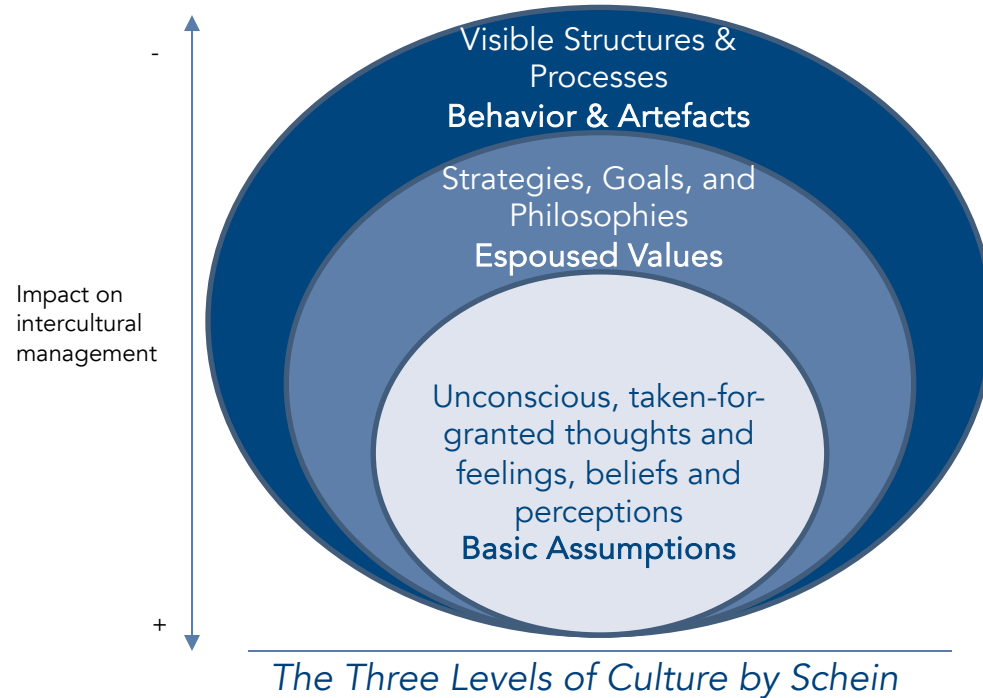 -
Visible Structures &
Processes
Behavior & Artefacts
Strategies, Goals, and
Philosophies
Espoused Values
Impact on
intercultural
management
Unconscious, taken-for-
granted thoughts and
feelings, beliefs and
perceptions
Basic Assumptions
+
The Three Levels of Culture by Schein